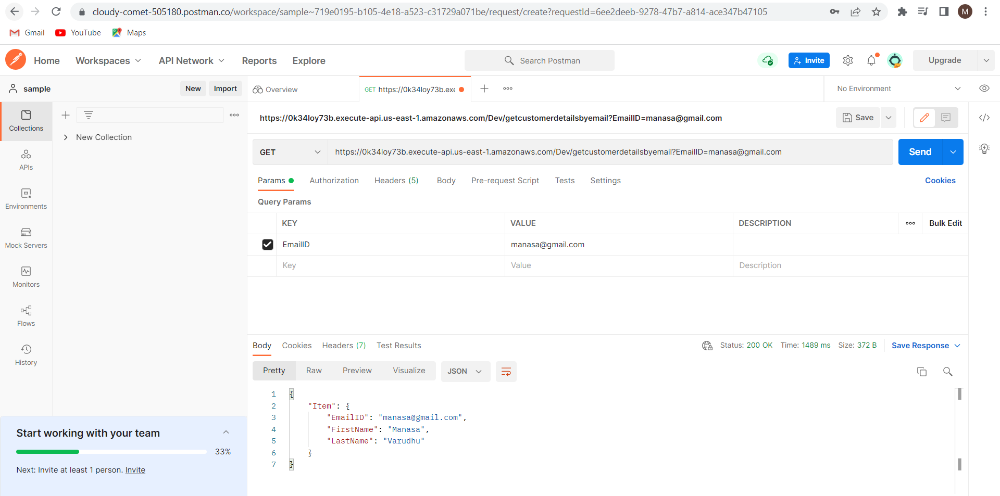 cloudy-comet-505180.postman.co/workspace/sample~719e0195-b105-4e18-a523-c31729a071be/request/create?requestId=6ee2deeb-9278-47b7-a814-ace347b47105
M
Gmail YouTube Maps
Home Workspaces API Network Reports Explore Search Postman Invite Upgrade
sample New Import Overview GET https://0k34loy73b.exe No Environment
Collections
New Collection
APIs
Environments
Mock Servers
Monitors
Flows
History
https://0k34loy73b.execute-api.us-east-1.amazonaws.com/Dev/getcustomerdetailsbyemail?EmailID=manasa@gmail.com Save
GET https://0k34loy73b.execute-api.us-east-1.amazonaws.com/Dev/getcustomerdetailsbyemail?EmailID=manasa@gmail.com Send
Params Authorization Headers (5) Body Pre-request Script Tests Settings Cookies
Query Params
KEY VALUE DESCRIPTION Bulk Edit
EmailID manasa@gmail.com
Key Value Description
Body Cookies Headers (7) Test Results Status: 200 OK Time: 1489 ms Size: 372 B Save Response
Pretty Raw Preview Visualize JSON
1 {
2 "Item": {
3 "EmailID": "manasa@gmail.com",
4 "FirstName": "Manasa",
5 "LastName": "Varudhu"
6 }
7 }
Start working with your team
33%
Next: Invite at least 1 person. Invite